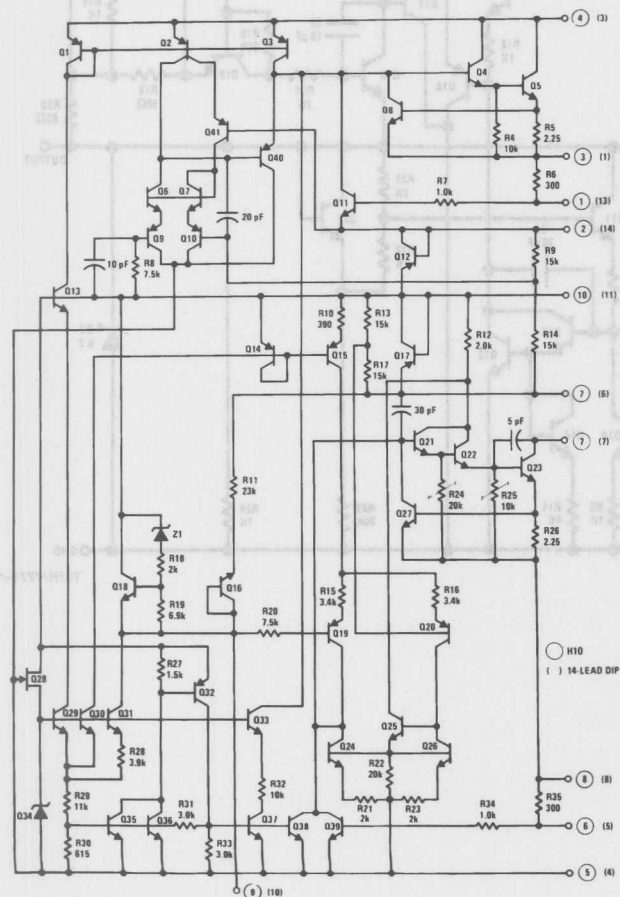 Q1
Q2
Q3
4 (3)
Q4
Q5
Q8
Q41
Q40
R4
10k
R5
2.25
3 (1)
R7
1.0k
R6
300
Q6
Q7
20 pF
Q11
1 (13)
2 (14)
Q9
Q10
Q12
R9
15k
10 pF
R8
7.5k
Q13
10 (11)
R10
390
R13
15k
R12
2.0k
R14
15k
Q14
Q15
R17
15k
Q17
7 (6)
30 pF
5 pF
7 (7)
Q21
Q22
Q23
R11
23k
R24
20k
R25
10k
Q27
R26
2.25
Z1
R18
2k
Q18
R19
6.9k
Q16
R15
3.4k
R16
3.4k
R20
7.5k
Q19
Q20
H10
( ) 14-LEAD DIP
Q28
R27
1.5k
Q32
Q29
Q30
Q31
Q33
Q25
R28
3.9k
Q24
R22
20k
Q26
8 (8)
R29
11k
R32
10k
R21
2k
R23
2k
R35
300
Q34
R31
3.0k
R34
1.0k
Q35
Q36
Q37
Q38
Q39
6 (5)
R30
615
R33
3.0k
5 (4)
9 (10)